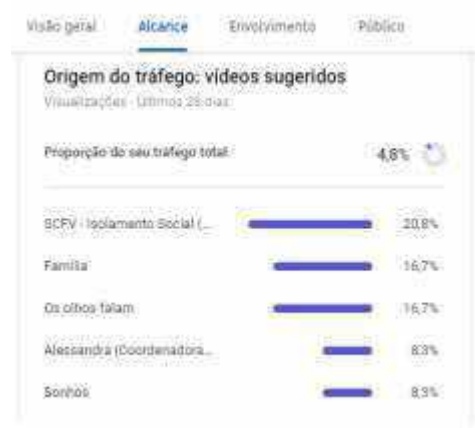 Visão geral Alcance Envolvimento Público
Origem do tráfego: vídeos sugeridos
Visualizações · Últimos 28 dias
Proporção do seu tráfego total 4,8%
SCFV - Isolamento Social (... 20,8%
Família 16,7%
Os olhos falam 16,7%
Alessandra (Coordenadora... 8,3%
Sonhos 8,3%